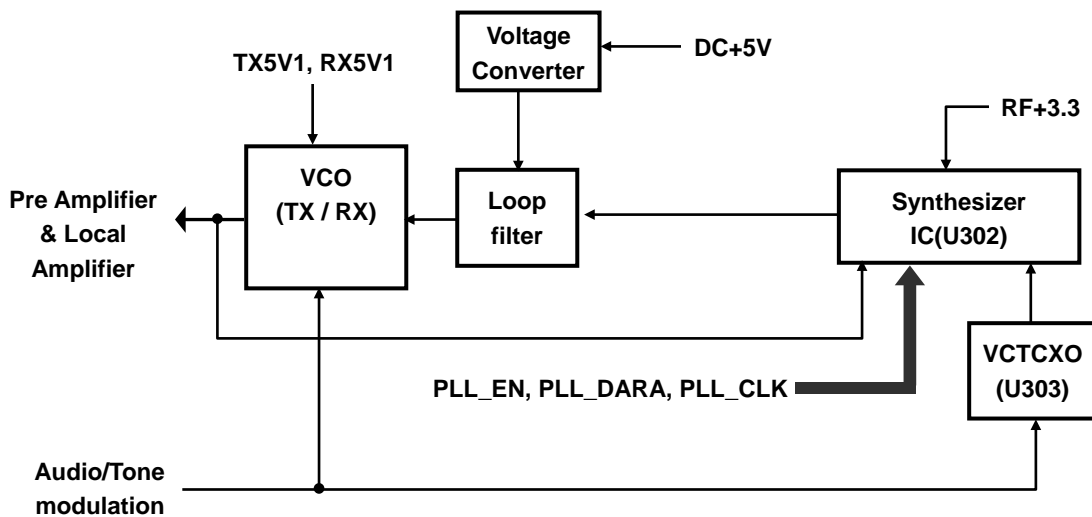 Voltage
Converter
DC+5V
TX5V1, RX5V1
RF+3.3
VCO
(TX / RX)
Loop
filter
Synthesizer
IC(U302)
Pre Amplifier
& Local
Amplifier
VCTCXO
(U303)
PLL_EN, PLL_DARA, PLL_CLK
Audio/Tone
modulation